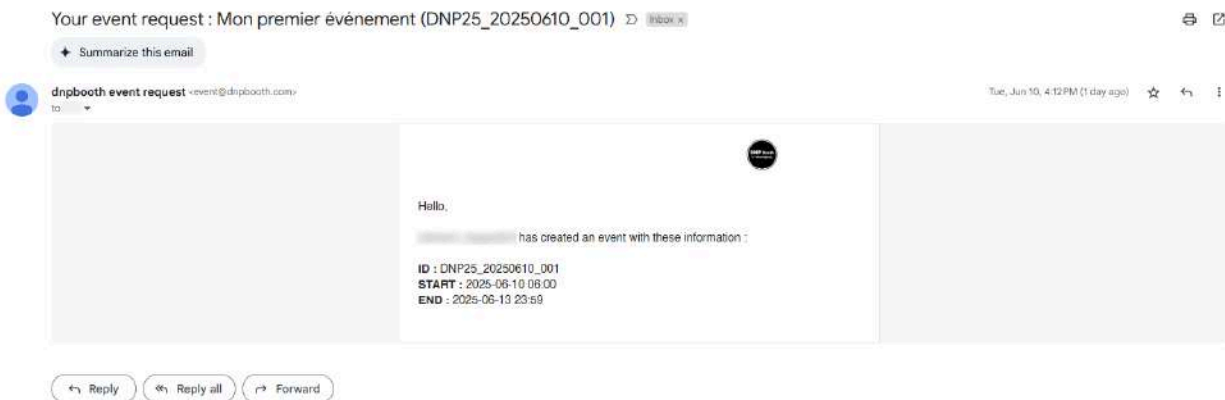 Your event request : Mon premier événement (DNP25_20250610_001) Inbox x
Summarize this email
dnpbooth event request <event@dnpbooth.com>
Tue, Jun 10, 4:12 PM (1 day ago)
to
DNP Booth
Hello,
has created an event with these information :
ID : DNP25_20250610_001
START : 2025-06-10 06:00
END : 2025-06-13 23:59
Reply
Reply all
Forward